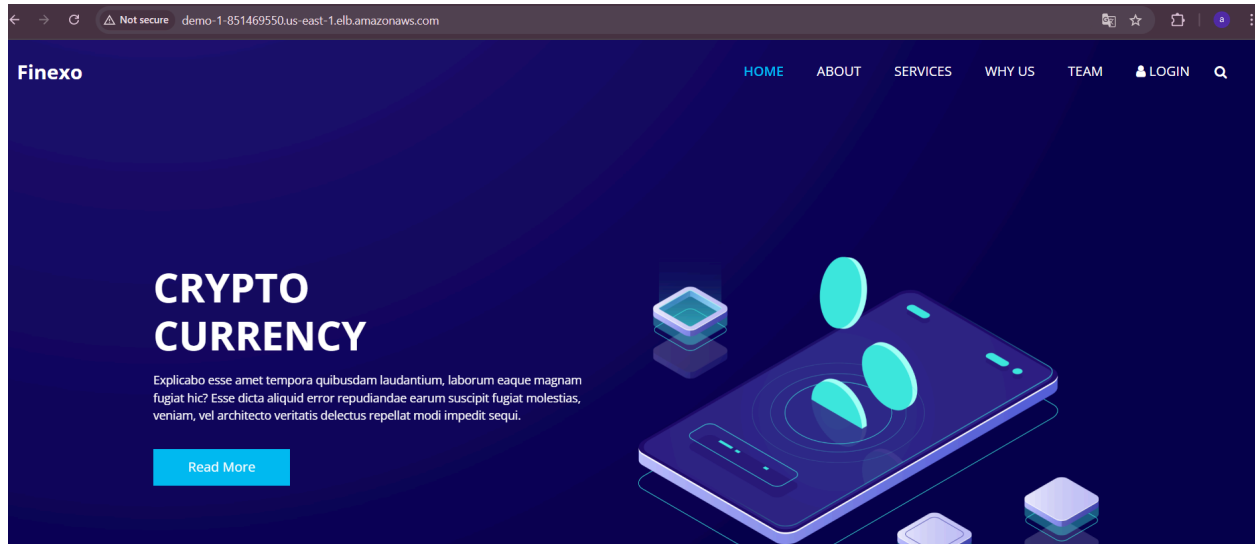 Not secure demo-1-851469550.us-east-1.elb.amazonaws.com a
Finexo HOME ABOUT SERVICES WHY US TEAM LOGIN
CRYPTO
CURRENCY
Explicabo esse amet tempora quibusdam laudantium, laborum eaque magnam
fugiat hic? Esse dicta aliquid error repudiandae earum suscipit fugiat molestias,
veniam, vel architecto veritatis delectus repellat modi impedit sequi.
Read More